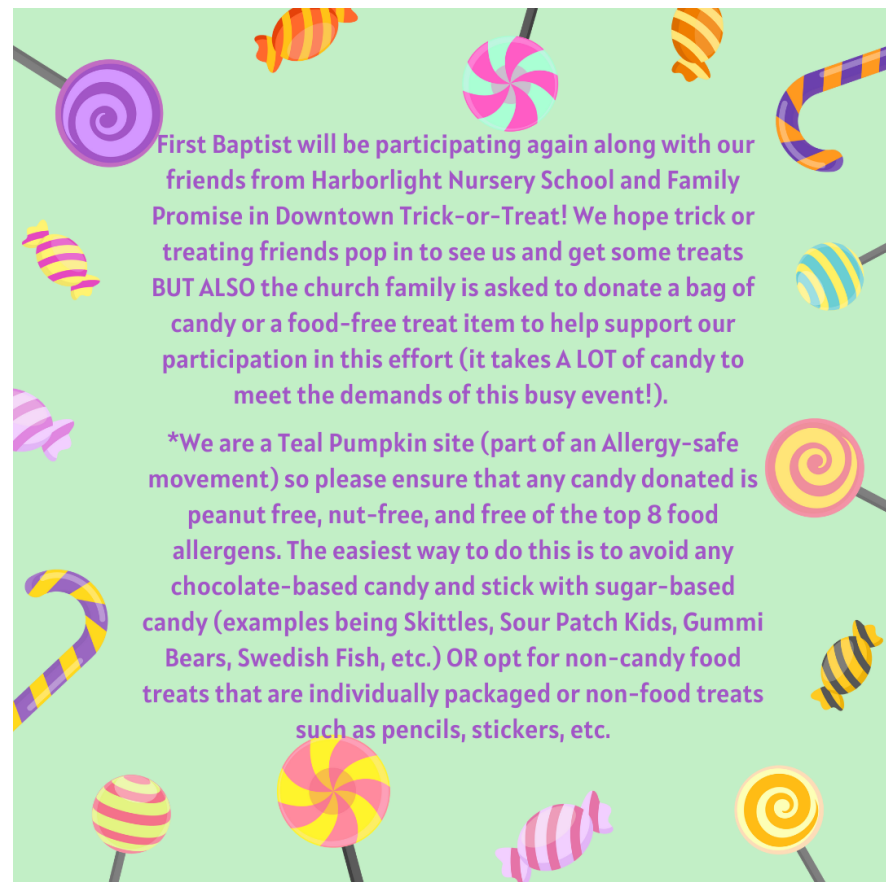 First Baptist will be participating again along with our
friends from Harborlight Nursery School and Family
Promise in Downtown Trick-or-Treat! We hope trick or
treating friends pop in to see us and get some treats
BUT ALSO the church family is asked to donate a bag of
candy or a food-free treat item to help support our
participation in this effort (it takes A LOT of candy to
meet the demands of this busy event!).
*We are a Teal Pumpkin site (part of an Allergy-safe
movement) so please ensure that any candy donated is
peanut free, nut-free, and free of the top 8 food
allergens. The easiest way to do this is to avoid any
chocolate-based candy and stick with sugar-based
candy (examples being Skittles, Sour Patch Kids, Gummi
Bears, Swedish Fish, etc.) OR opt for non-candy food
treats that are individually packaged or non-food treats
such as pencils, stickers, etc.